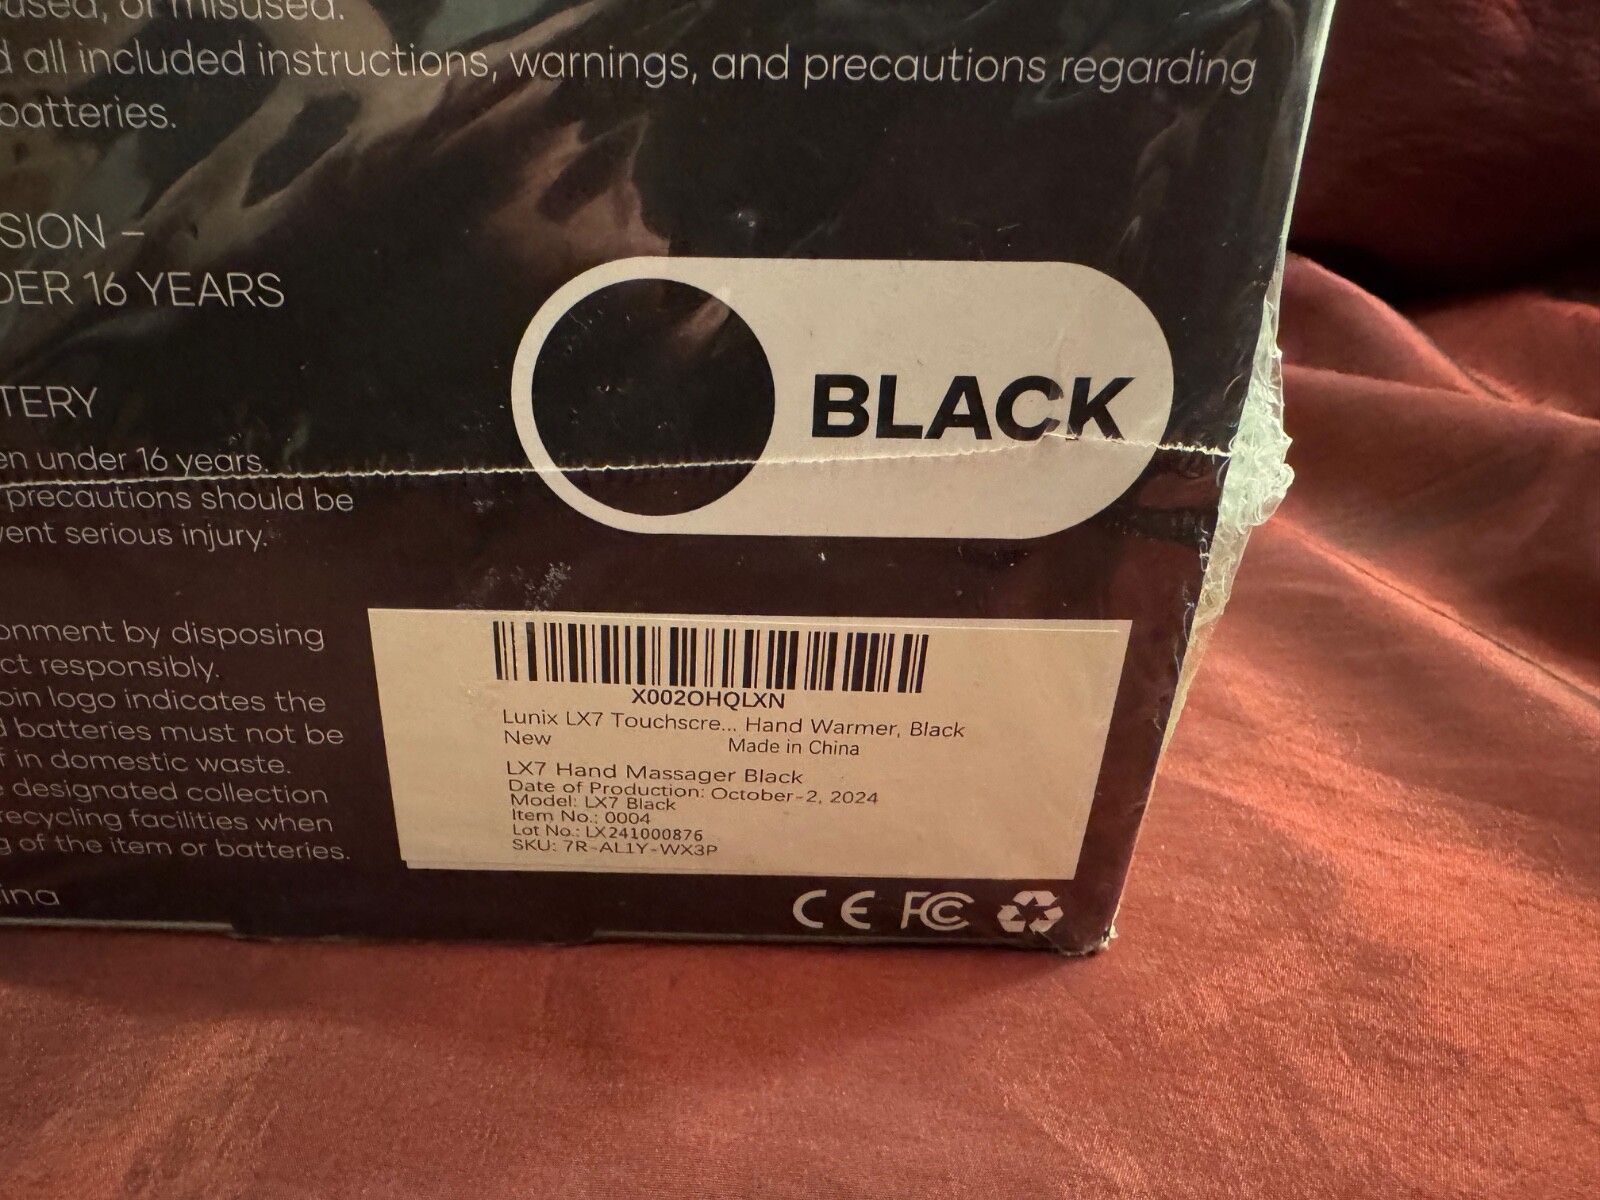 or misused.
all included instructions, warnings, and precautions regarding
batteries.
SION –
DER 16 YEARS
TERY
BLACK
en under 16 years.
precautions should be
vent serious injury.
onment by disposing
ct responsibly.
bin logo indicates the
batteries must not be
in domestic waste.
designated collection
recycling facilities when
of the item or batteries.
ina
X002OHQLXN
Lunix LX7 Touchscre... Hand Warmer, Black
New Made in China
LX7 Hand Massager Black
Date of Production: October-2, 2024
Model: LX7 Black
Item No.: 0004
Lot No.: LX241000876
SKU: 7R-AL1Y-WX3P
CE FC